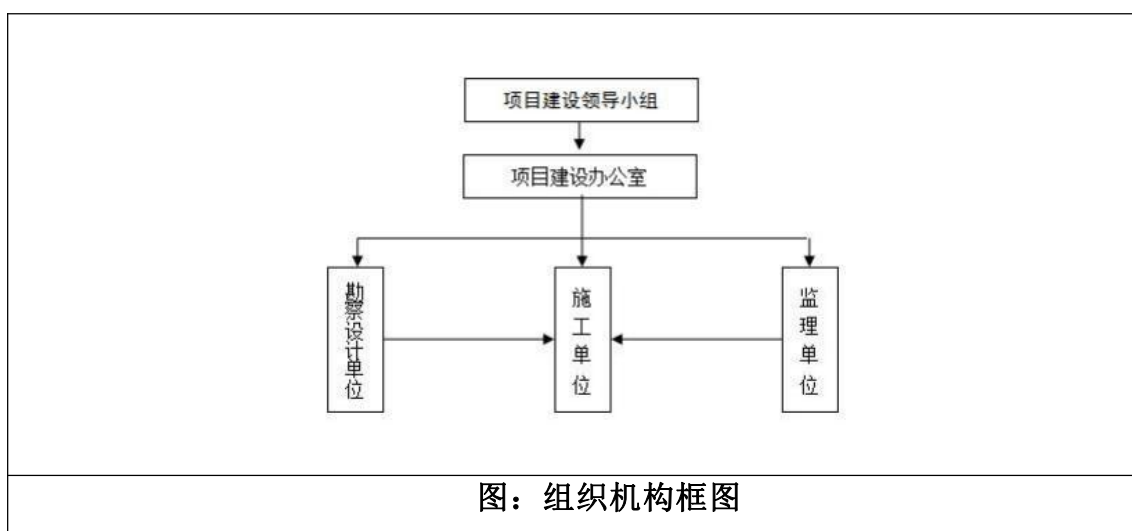 项目建设领导小组
项目建设办公室
勘察设计单位
施工单位
监理单位
图：组织机构框图